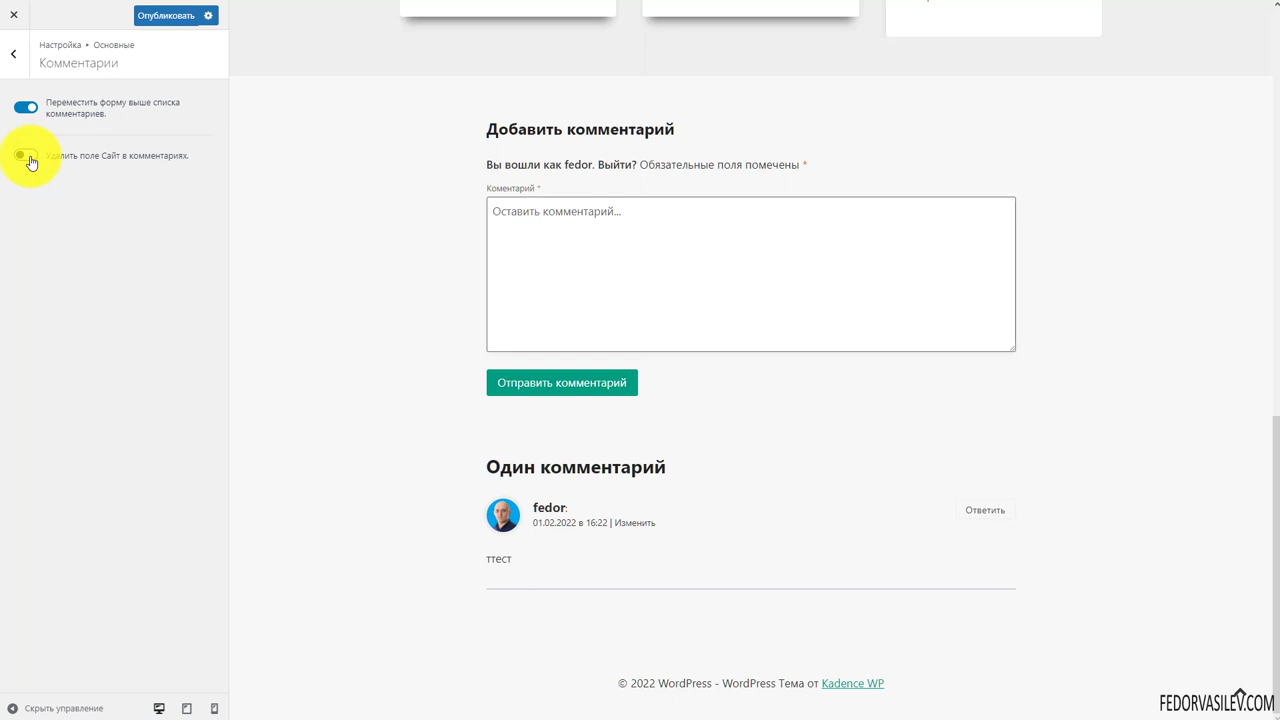 Опубликовать
Настройка ▸ Основные
Комментарии
Переместить форму выше списка
комментариев.
Удалить поле Сайт в комментариях.
Скрыть управление
Добавить комментарий
Вы вошли как fedor. Выйти? Обязательные поля помечены *
Коментарий *
Оставить комментарий...
Отправить комментарий
Один комментарий
fedor:
01.02.2022 в 16:22 | Изменить
Ответить
ттест
© 2022 WordPress - WordPress Тема от Kadence WP
FEDORVASILEV.COM